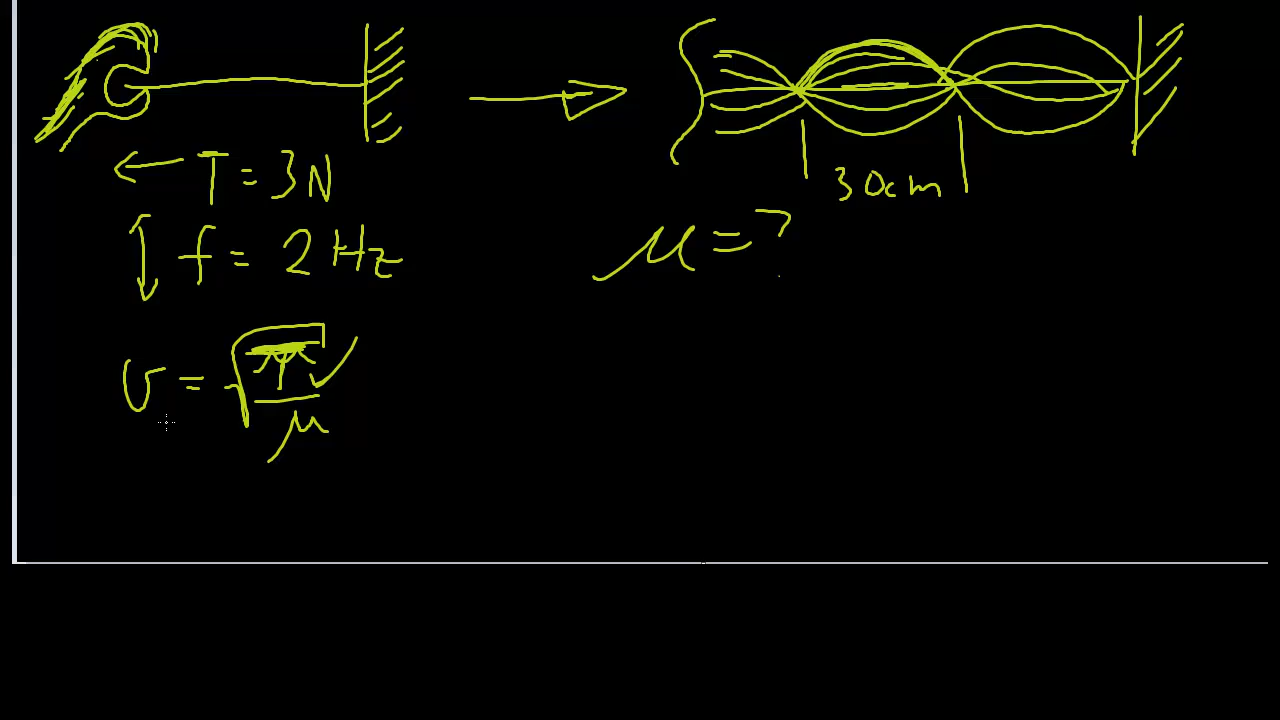 T = 3N
30cm
f = 2 Hz
μ = ?
v = √T/μ